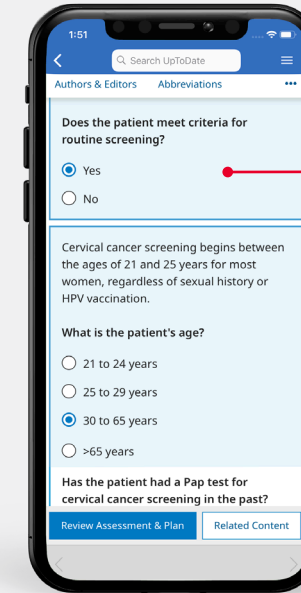 1:51
Search UpToDate
Authors & Editors Abbreviations •••
Does the patient meet criteria for
routine screening?
Yes
No
Cervical cancer screening begins between
the ages of 21 and 25 years for most
women, regardless of sexual history or
HPV vaccination.
What is the patient's age?
21 to 24 years
25 to 29 years
30 to 65 years
>65 years
Has the patient had a Pap test for
cervical cancer screening in the past?
Review Assessment & Plan Related Content